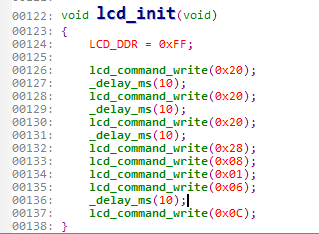 00122: void lcd_init(void)
00123: {
00124:     LCD_DDR = 0xFF;
00125:
00126:     lcd_command_write(0x20);
00127:     _delay_ms(10);
00128:     lcd_command_write(0x20);
00129:     _delay_ms(10);
00130:     lcd_command_write(0x20);
00131:     _delay_ms(10);
00132:     lcd_command_write(0x28);
00133:     lcd_command_write(0x08);
00134:     lcd_command_write(0x01);
00135:     lcd_command_write(0x06);
00136:     _delay_ms(10);
00137:     lcd_command_write(0x0C);
00138: }